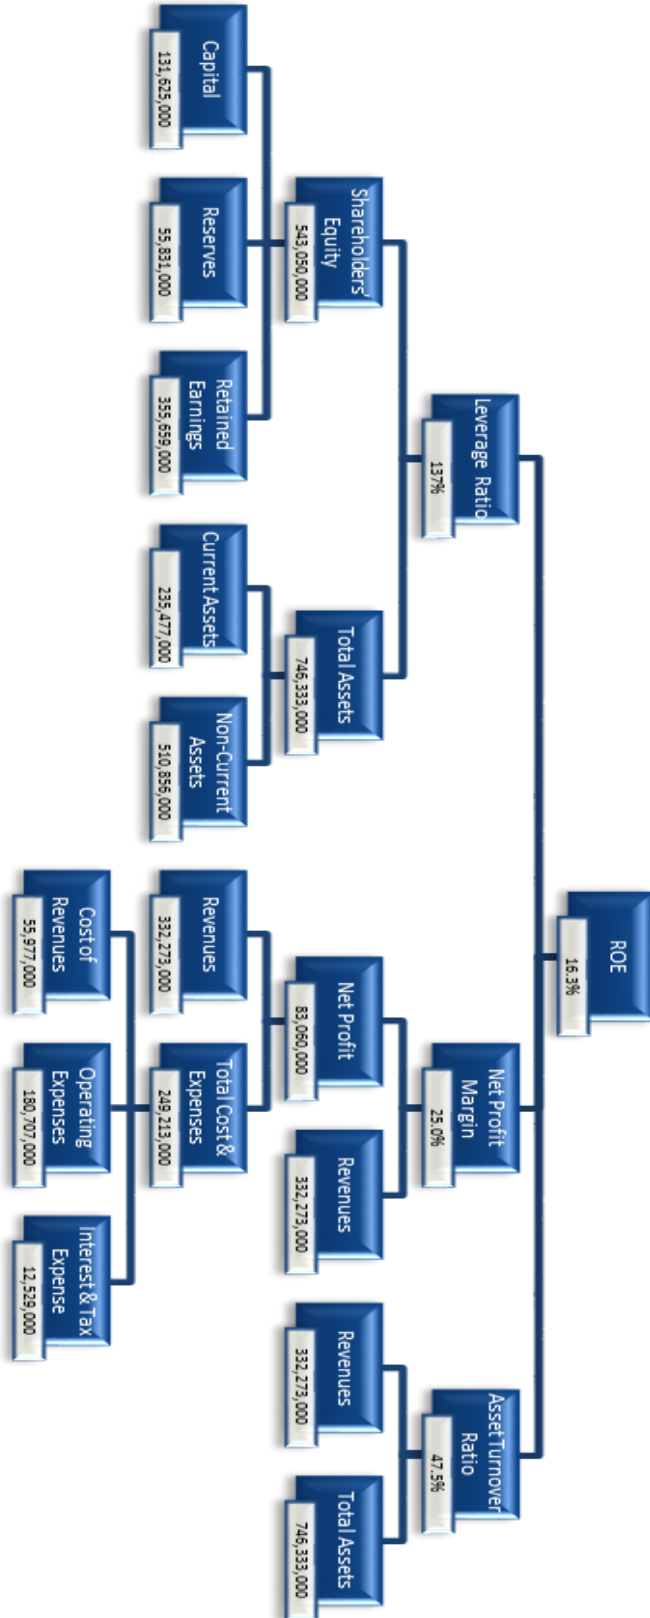 ROE
16.3%
Leverage Ratio
137%
Net Profit
Margin
25.0%
Asset Turnover
Ratio
47.5%
Shareholders'
Equity
543,050,000
Total Assets
746,333,000
Net Profit
83,060,000
Revenues
332,273,000
Revenues
332,273,000
Total Assets
746,333,000
Capital
131,625,000
Reserves
55,831,000
Retained
Earnings
355,659,000
Current Assets
235,477,000
Non-Current
Assets
510,856,000
Revenues
332,273,000
Total Cost &
Expenses
249,213,000
Cost of
Revenues
55,977,000
Operating
Expenses
180,707,000
Interest & Tax
Expense
12,529,000